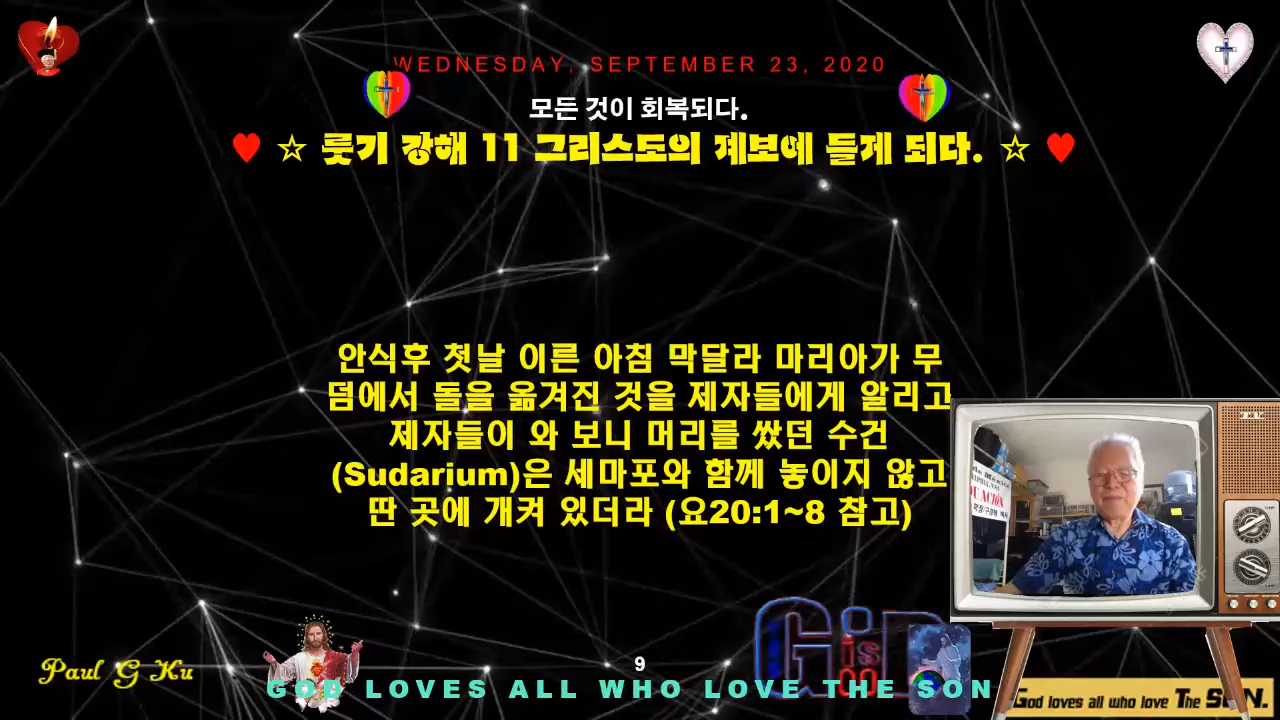 WEDNESDAY, SEPTEMBER 23, 2020
모든 것이 회복되다.
♥ ☆ 룻기 강해 11 그리스도의 계보에 들게 되다. ☆ ♥
안식후 첫날 이른 아침 막달라 마리아가 무
덤에서 돌을 옮겨진 것을 제자들에게 알리고
제자들이 와 보니 머리를 쌌던 수건
(Sudarium)은 세마포와 함께 놓이지 않고
딴 곳에 개켜 있더라 (요20:1~8 참고)
Paul G Ku
GisD
9
GOD LOVES ALL WHO LOVE THE SON
God loves all who love The SON.